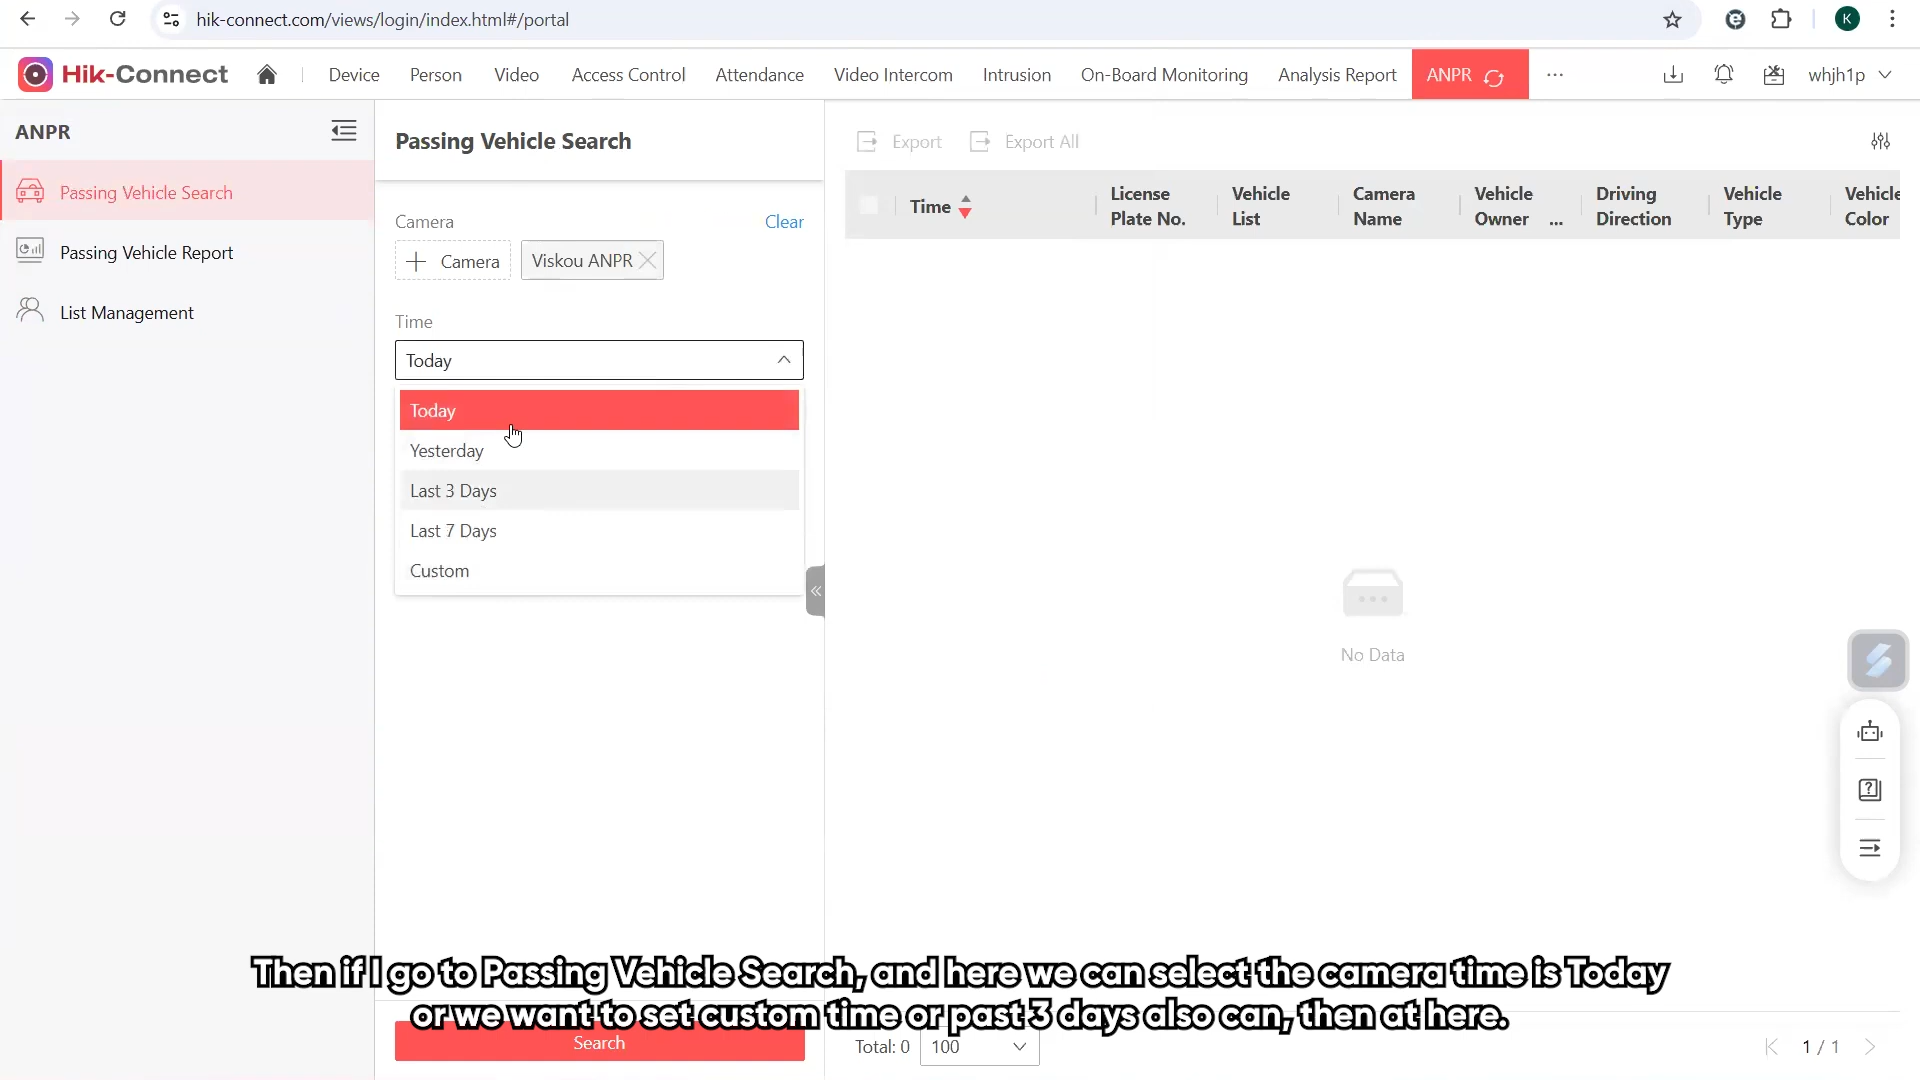 hik-connect.com/views/login/index.html#/portal
K
Hik-Connect
Device
Person
Video
Access Control
Attendance
Video Intercom
Intrusion
On-Board Monitoring
Analysis Report
ANPR
...
whjh1p
ANPR
Passing Vehicle Search
Passing Vehicle Report
List Management
Passing Vehicle Search
Camera
Clear
+ Camera
Viskou ANPR
Time
Today
Today
Yesterday
Last 3 Days
Last 7 Days
Custom
Search
Export
Export All
Time
License
Plate No.
Vehicle
List
Camera
Name
Vehicle
Owner ...
Driving
Direction
Vehicle
Type
Vehicle
Color
No Data
Then if I go to Passing Vehicle Search, and here we can select the camera time is Today
or we want to set custom time or past 3 days also can, then at here.
Total: 0
100
1 / 1